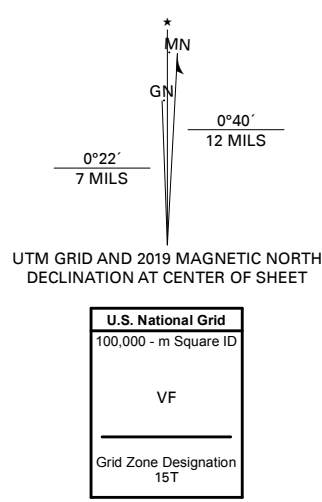 ★
MN
GN
0°40´
12 MILS
0°22´
7 MILS
UTM GRID AND 2019 MAGNETIC NORTH
DECLINATION AT CENTER OF SHEET
U.S. National Grid
100,000 - m Square ID
VF
Grid Zone Designation
15T